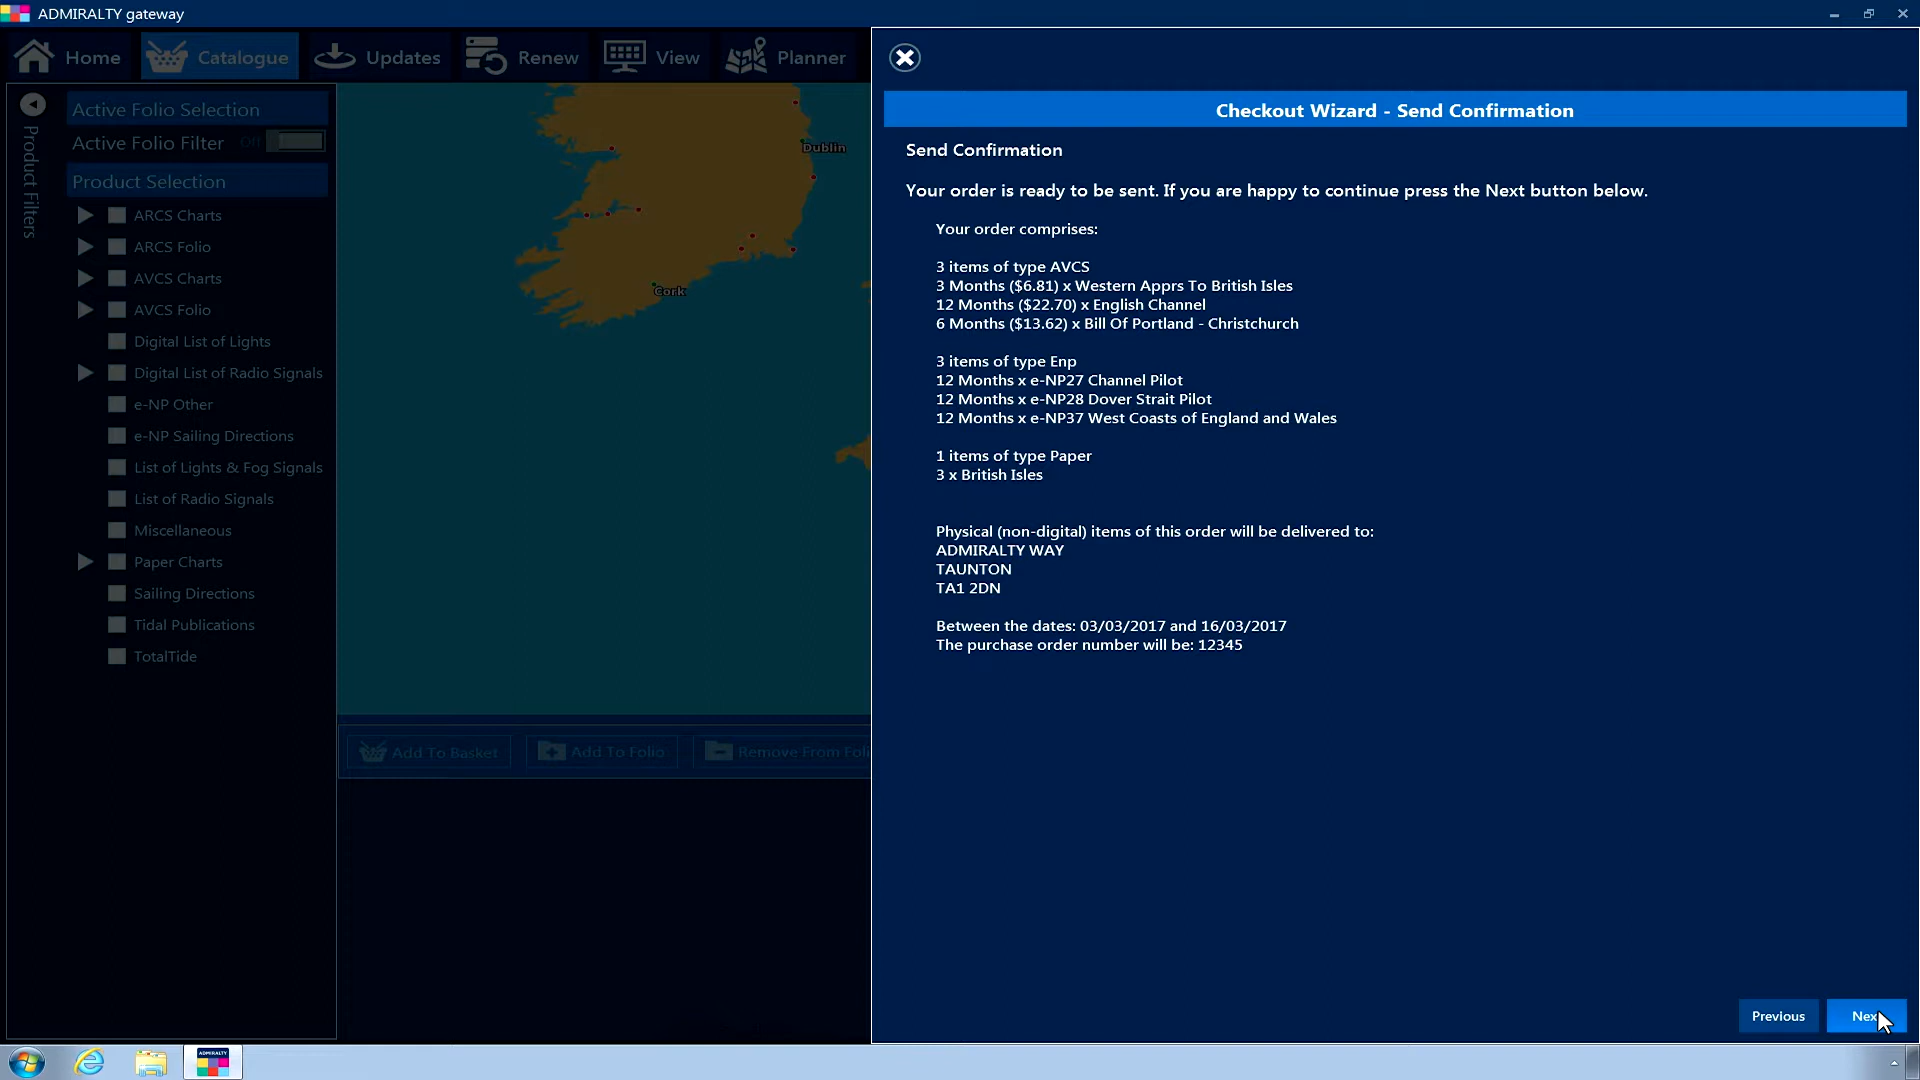 ADMIRALTY gateway
Home
Catalogue
Updates
Renew
View
Planner
Product Filters
Active Folio Selection
Active Folio Filter Off
Product Selection
ARCS Charts
ARCS Folio
AVCS Charts
AVCS Folio
Digital List of Lights
Digital List of Radio Signals
e-NP Other
e-NP Sailing Directions
List of Lights & Fog Signals
List of Radio Signals
Miscellaneous
Paper Charts
Sailing Directions
Tidal Publications
TotalTide
Dublin
Cork
Add To Basket
Add To Folio
Remove From Foli
Checkout Wizard - Send Confirmation
Send Confirmation
Your order is ready to be sent. If you are happy to continue press the Next button below.
Your order comprises:
3 items of type AVCS
3 Months ($6.81) x Western Apprs To British Isles
12 Months ($22.70) x English Channel
6 Months ($13.62) x Bill Of Portland - Christchurch
3 items of type Enp
12 Months x e-NP27 Channel Pilot
12 Months x e-NP28 Dover Strait Pilot
12 Months x e-NP37 West Coasts of England and Wales
1 items of type Paper
3 x British Isles
Physical (non-digital) items of this order will be delivered to:
ADMIRALTY WAY
TAUNTON
TA1 2DN
Between the dates: 03/03/2017 and 16/03/2017
The purchase order number will be: 12345
Previous
Nex
ADMIRALTY